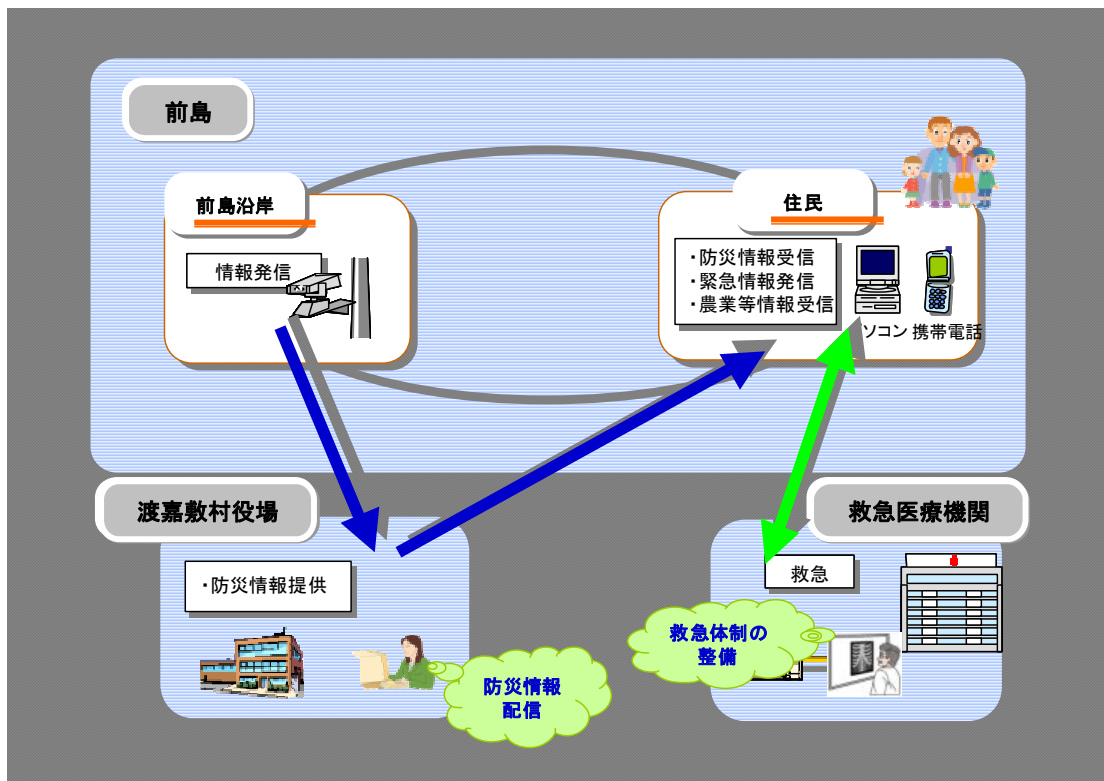 前島
前島沿岸
情報発信
住民
・防災情報受信
・緊急情報発信
・農業等情報受信
ソコン
携帯電話
渡嘉敷村役場
・防災情報提供
防災情報
配信
救急医療機関
救急
救急体制の
整備